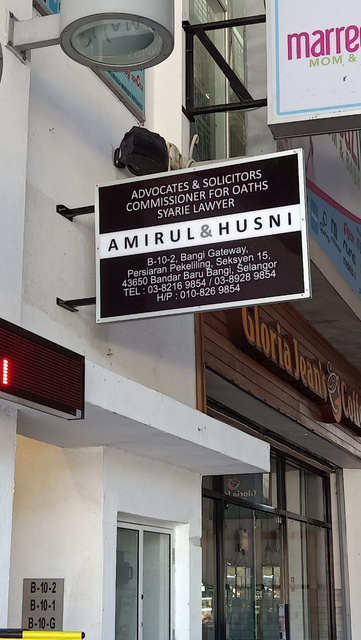 marree
MOM &
ADVOCATES & SOLICITORS
COMMISSIONER FOR OATHS
SYARIE LAWYER
AMIRUL & HUSNI
B-10-2, Bangi Gateway,
Persiaran Pekeliling, Seksyen 15,
43650 Bandar Baru Bangi, Selangor
TEL : 03-8216 9854 / 03-8928 9854
H/P : 010-826 9854
Gloria Jean's
B-10-2
B-10-1
B-10-G